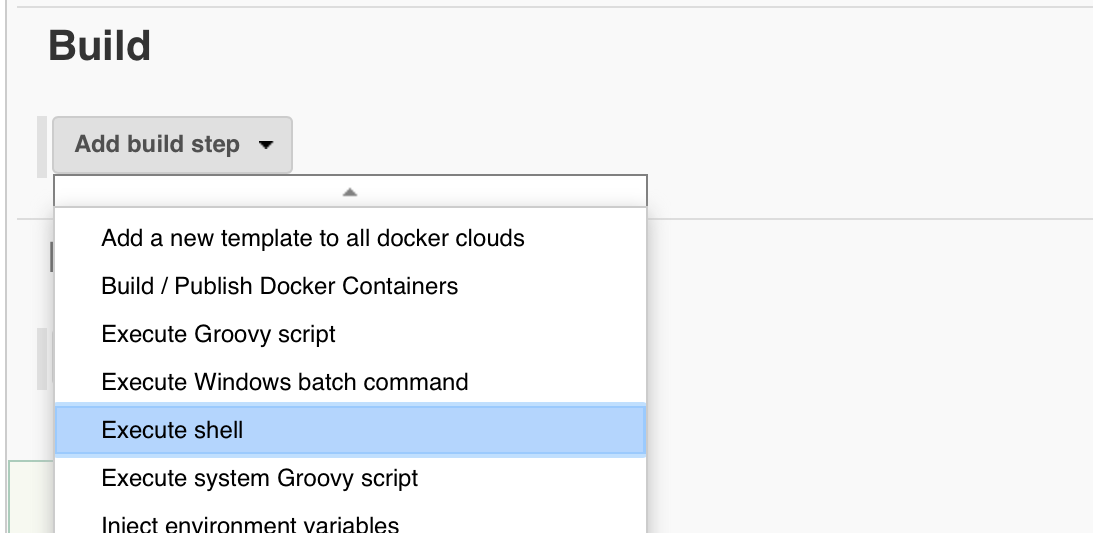 Build
Add build step
Add a new template to all docker clouds
Build / Publish Docker Containers
Execute Groovy script
Execute Windows batch command
Execute shell
Execute system Groovy script
Inject environment variables